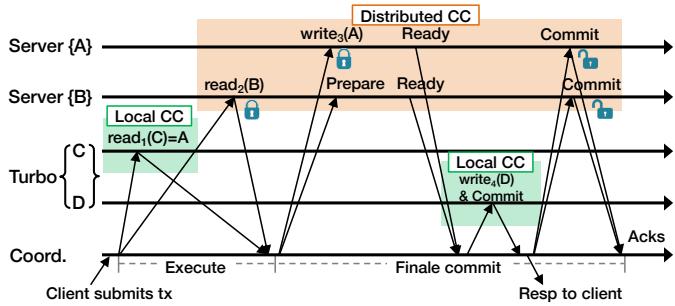 Distributed CC
Server {A}
write₃(A)
Ready
Commit
Server {B}
read₂(B)
Prepare
Ready
Commit
Local CC
read₁(C)=A
Turbo
C
D
Local CC
write₄(D)
& Commit
Coord.
Acks
Execute
Finale commit
Client submits tx
Resp to client